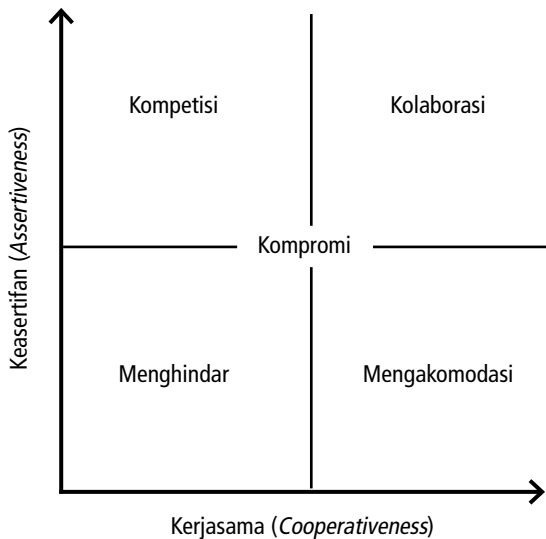 Kompetisi
Kolaborasi
Keasertifan (Assertiveness)
Kompromi
Menghindar
Mengakomodasi
Kerjasama (Cooperativeness)